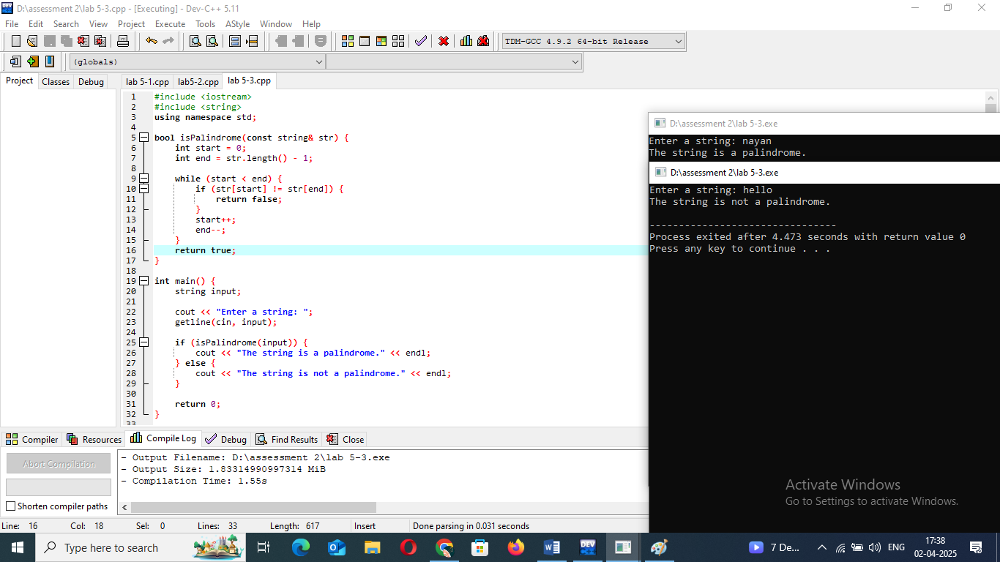 D:\assessment 2\lab 5-3.cpp - [Executing] - Dev-C++ 5.11
File Edit Search View Project Execute Tools AStyle Window Help
TDM-GCC 4.9.2 64-bit Release
(globals)
Project Classes Debug
lab 5-1.cpp lab5-2.cpp lab 5-3.cpp
1 #include <iostream>
2 #include <string>
3 using namespace std;
4
5 bool isPalindrome(const string& str) {
6 int start = 0;
7 int end = str.length() - 1;
8
9 while (start < end) {
10 if (str[start] != str[end]) {
11 return false;
12 }
13 start++;
14 end--;
15 }
16 return true;
17 }
18
19 int main() {
20 string input;
21
22 cout << "Enter a string: ";
23 getline(cin, input);
24
25 if (isPalindrome(input)) {
26 cout << "The string is a palindrome." << endl;
27 } else {
28 cout << "The string is not a palindrome." << endl;
29 }
30
31 return 0;
32 }
33
D:\assessment 2\lab 5-3.exe
Enter a string: nayan
The string is a palindrome.
D:\assessment 2\lab 5-3.exe
Enter a string: hello
The string is not a palindrome.
--------------------------------
Process exited after 4.473 seconds with return value 0
Press any key to continue . . .
Activate Windows
Go to Settings to activate Windows.
Compiler Resources Compile Log Debug Find Results Close
Abort Compilation
Shorten compiler paths
- Output Filename: D:\assessment 2\lab 5-3.exe
- Output Size: 1.83314990997314 MiB
- Compilation Time: 1.55s
Line: 16 Col: 18 Sel: 0 Lines: 33 Length: 617 Insert Done parsing in 0.031 seconds
Type here to search
7 De...
ENG
17:38
02-04-2025